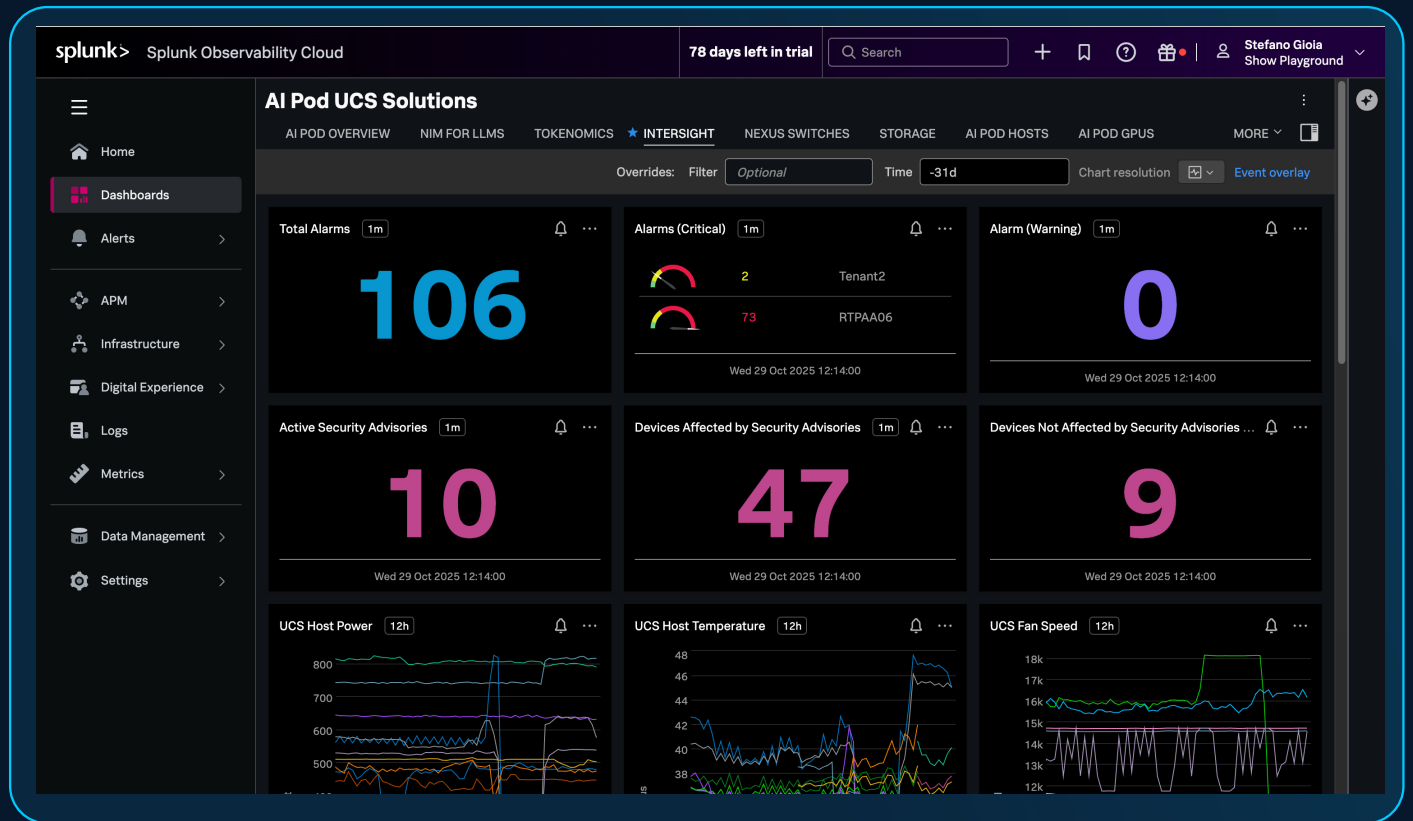 splunk> Splunk Observability Cloud
78 days left in trial
Search
Stefano Gioia
Show Playground
Home
Dashboards
Alerts
APM
Infrastructure
Digital Experience
Logs
Metrics
Data Management
Settings
AI Pod UCS Solutions
AI POD OVERVIEW NIM FOR LLMS TOKENOMICS INTERSIGHT NEXUS SWITCHES STORAGE AI POD HOSTS AI POD GPUS MORE
Overrides: Filter Optional Time -31d Chart resolution Event overlay
Total Alarms 1m
106
Alarms (Critical) 1m
2 Tenant2
73 RTPAA06
Wed 29 Oct 2025 12:14:00
Alarm (Warning) 1m
0
Wed 29 Oct 2025 12:14:00
Active Security Advisories 1m
10
Wed 29 Oct 2025 12:14:00
Devices Affected by Security Advisories 1m
47
Wed 29 Oct 2025 12:14:00
Devices Not Affected by Security Advisories ...
9
Wed 29 Oct 2025 12:14:00
UCS Host Power 12h
800
700
600
500
UCS Host Temperature 12h
48
46
44
42
40
38
UCS Fan Speed 12h
18k
17k
16k
15k
14k
13k
12k